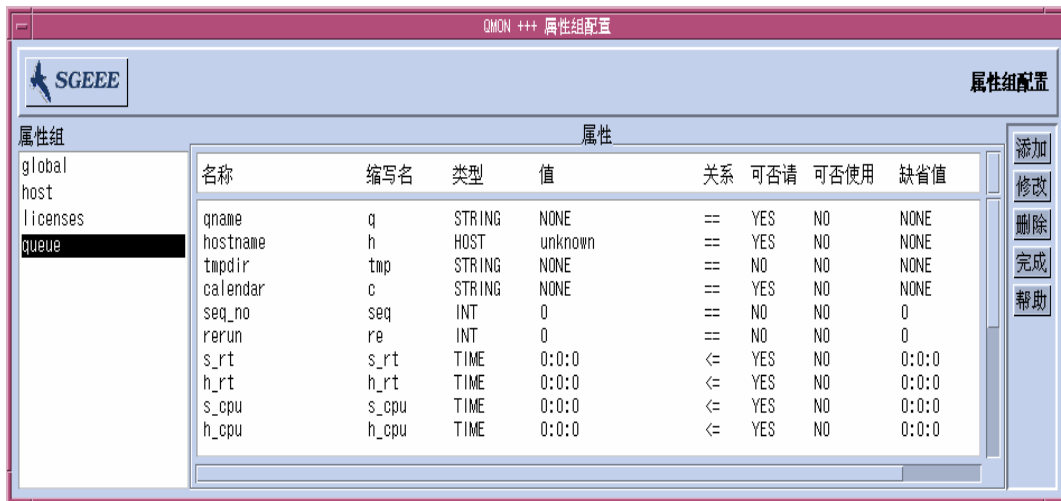 QMON +++ 属性组配置
SGEEE
属性组配置
属性组
global
host
licenses
queue
属性
名称 缩写名 类型 值 关系 可否请 可否使用 缺省值
qname q STRING NONE == YES NO NONE
hostname h HOST unknown == YES NO NONE
tmpdir tmp STRING NONE == NO NO NONE
calendar c STRING NONE == YES NO NONE
seq_no seq INT 0 == NO NO 0
rerun re INT 0 == NO NO 0
s_rt s_rt TIME 0:0:0 <= YES NO 0:0:0
h_rt h_rt TIME 0:0:0 <= YES NO 0:0:0
s_cpu s_cpu TIME 0:0:0 <= YES NO 0:0:0
h_cpu h_cpu TIME 0:0:0 <= YES NO 0:0:0
添加
修改
删除
完成
帮助